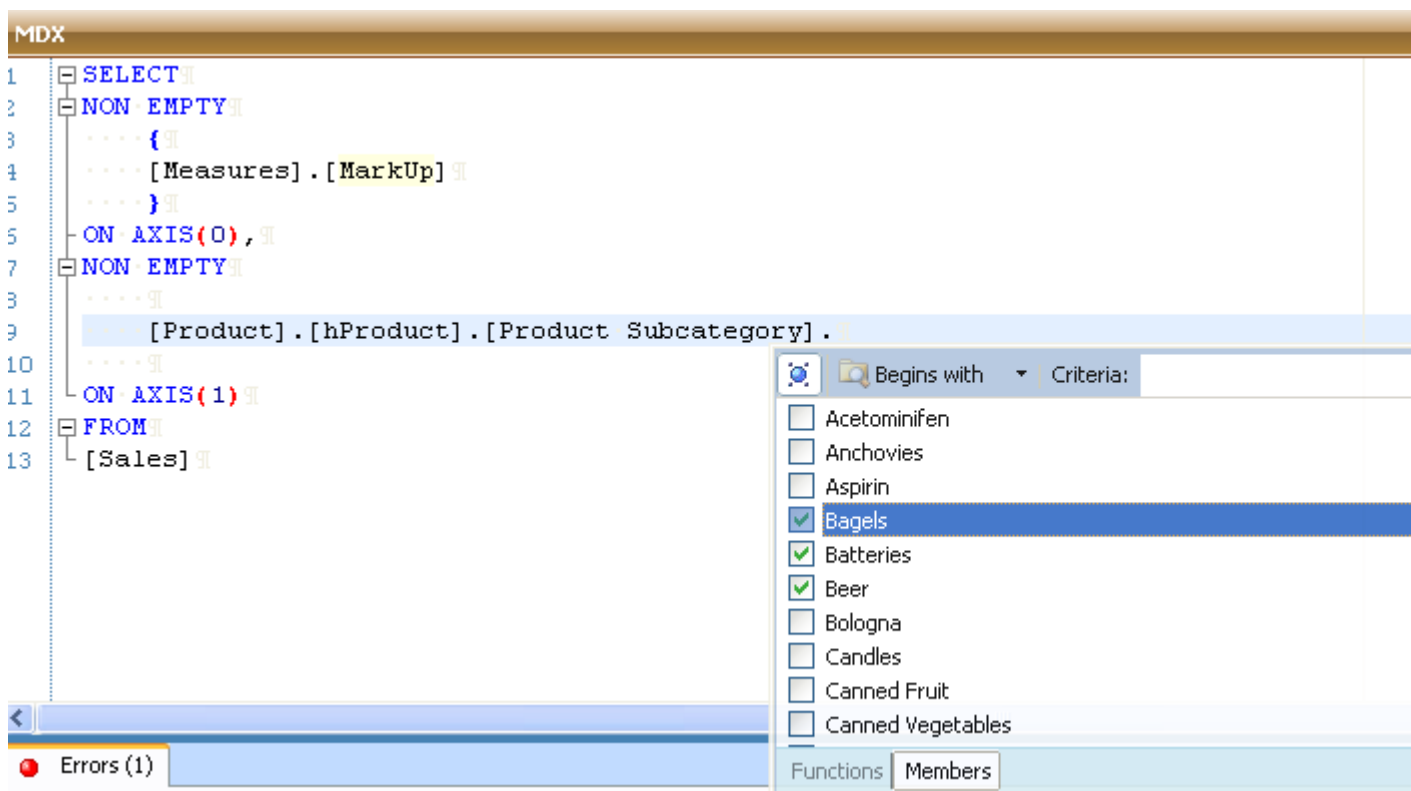 MDX
1 SELECT
2 NON EMPTY
3 {
4 [Measures].[MarkUp]
5 }
6 ON AXIS(0),
7 NON EMPTY
8
9 [Product].[hProduct].[Product Subcategory].
10
11 ON AXIS(1)
12 FROM
13 [Sales]
Begins with Criteria:
Acetominifen
Anchovies
Aspirin
Bagels
Batteries
Beer
Bologna
Candles
Canned Fruit
Canned Vegetables
Functions Members
Errors (1)